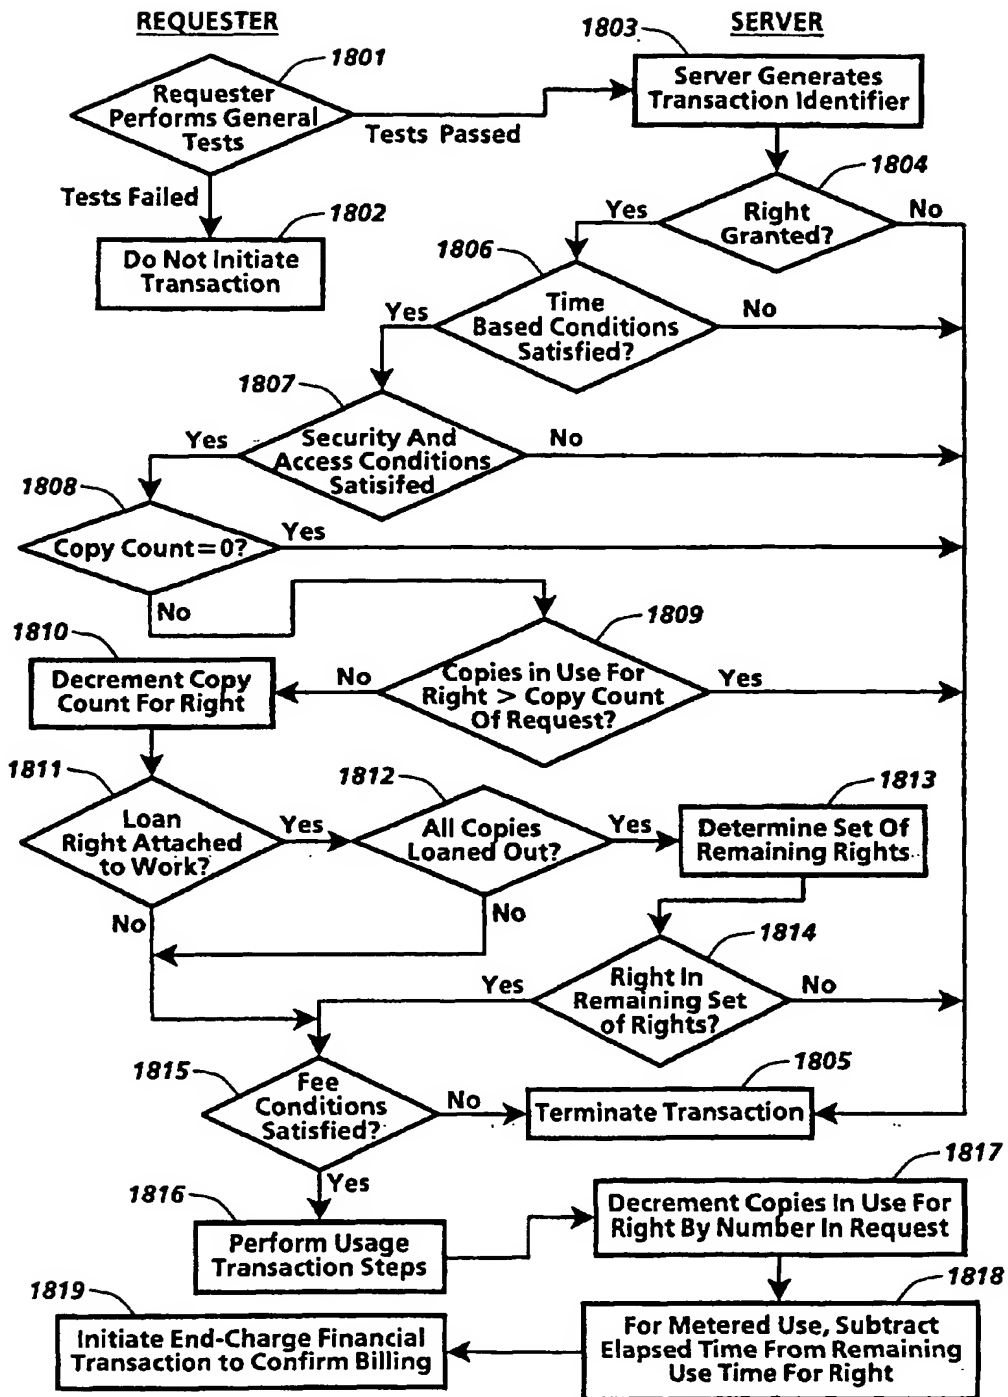 REQUESTER
SERVER
1801
1803
Requester
Performs General
Tests
Server Generates
Transaction Identifier
Tests Passed
Tests Failed
1802
Do Not Initiate
Transaction
1804
Yes
Right
Granted?
No
1806
Yes
Time
Based Conditions
Satisfied?
No
1807
Yes
Security And
Access Conditions
Satisifed
No
1808
Copy Count=0?
Yes
No
1809
1810
Decrement Copy
Count For Right
No
Copies in Use For
Right > Copy Count
Of Request?
Yes
1811
Loan
Right Attached
to Work?
Yes
No
1812
All Copies
Loaned Out?
Yes
No
1813
Determine Set Of
Remaining Rights
1814
Yes
Right In
Remaining Set
of Rights?
No
1815
Fee
Conditions
Satisfied?
No
Yes
1805
Terminate Transaction
1816
Perform Usage
Transaction Steps
1817
Decrement Copies In Use For
Right By Number In Request
1818
For Metered Use, Subtract
Elapsed Time From Remaining
Use Time For Right
1819
Initiate End-Charge Financial
Transaction to Confirm Billing